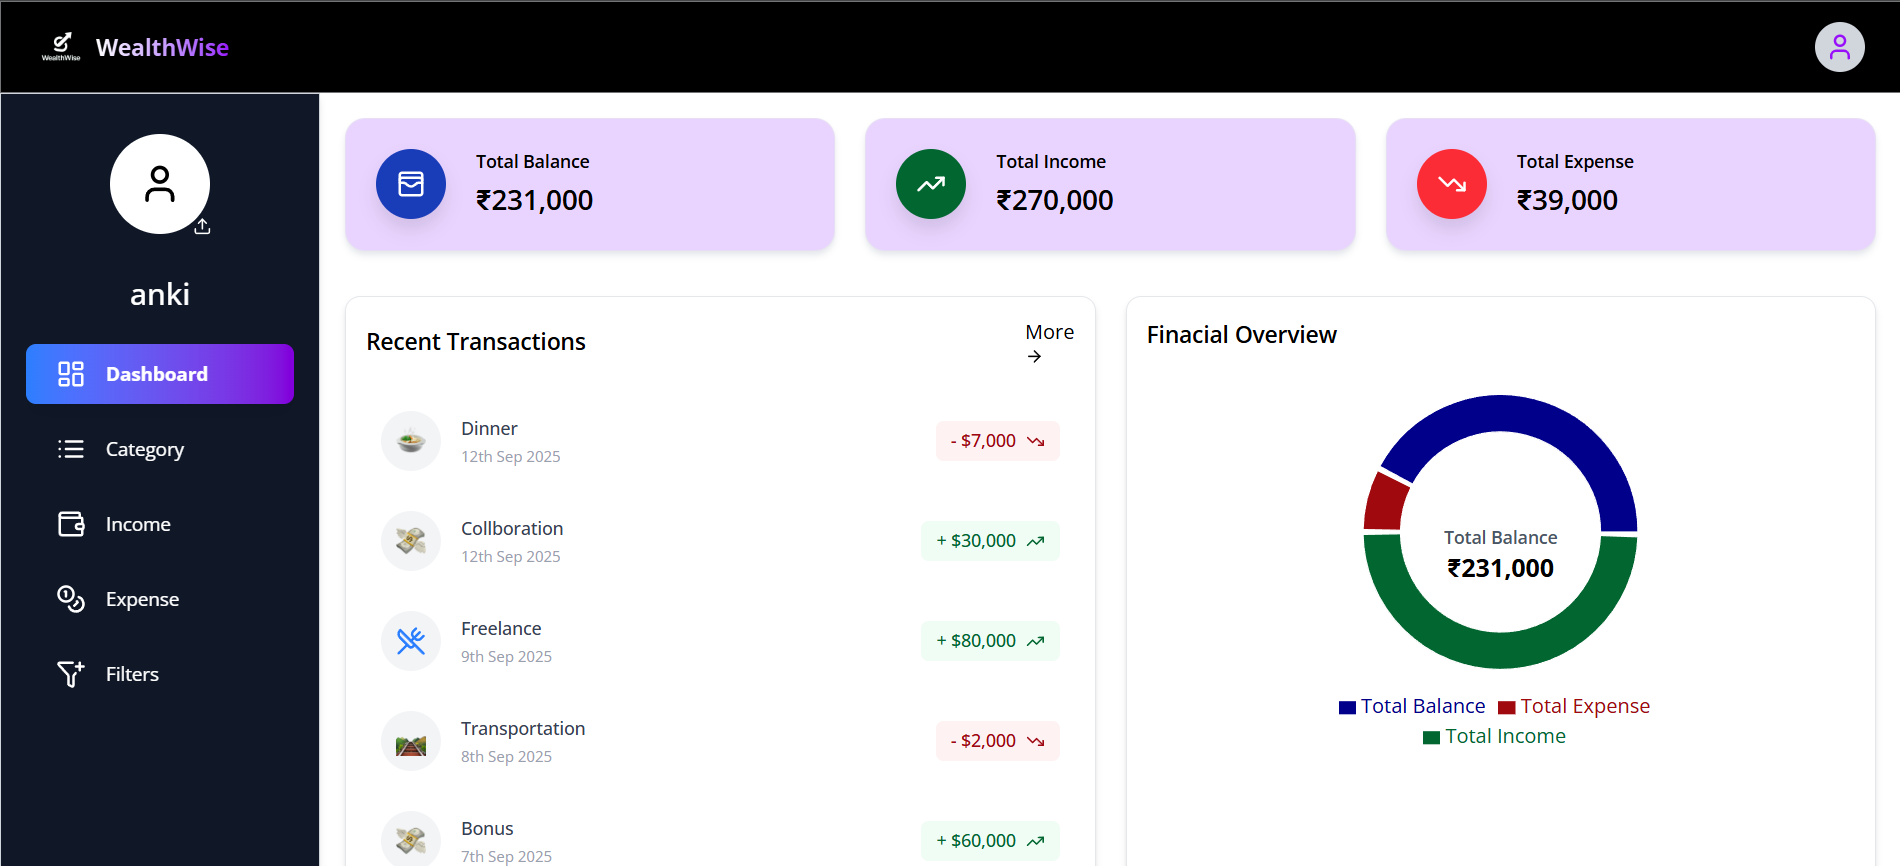 WealthWise
WealthWise
anki
Dashboard
Category
Income
Expense
Filters
Total Balance
₹231,000
Total Income
₹270,000
Total Expense
₹39,000
Recent Transactions
More
Dinner
12th Sep 2025
- $7,000
Collboration
12th Sep 2025
+ $30,000
Freelance
9th Sep 2025
+ $80,000
Transportation
8th Sep 2025
- $2,000
Bonus
7th Sep 2025
+ $60,000
Finacial Overview
Total Balance
₹231,000
Total Balance Total Expense
Total Income